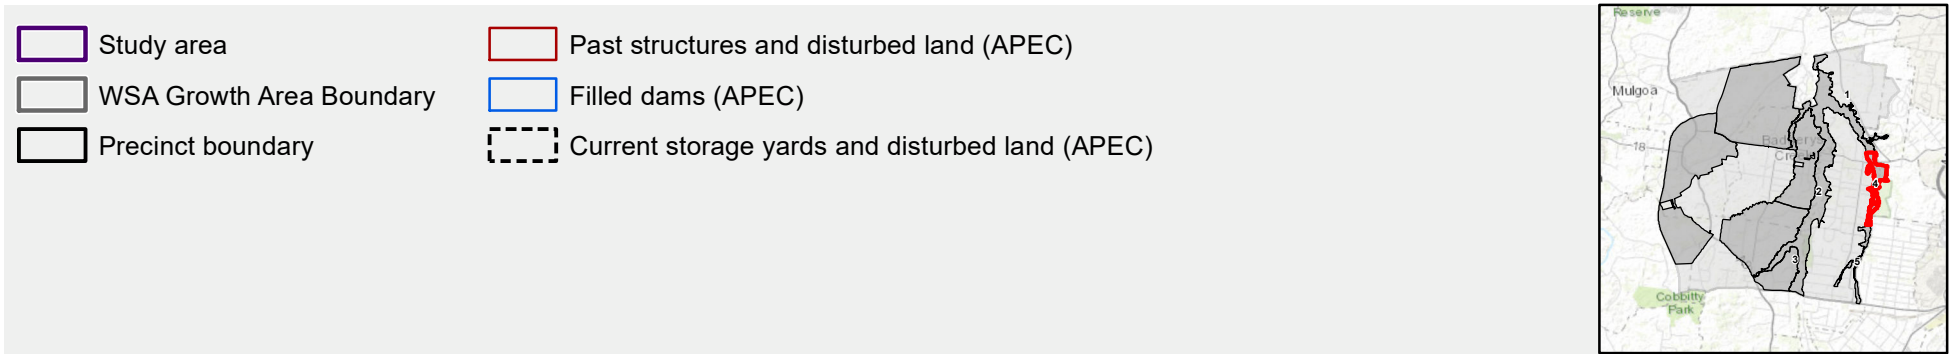 Study area
WSA Growth Area Boundary
Precinct boundary
Past structures and disturbed land (APEC)
Filled dams (APEC)
Current storage yards and disturbed land (APEC)
Reserve
Mulgoa
1
18
4
2
3
5
Cobbitty
Park